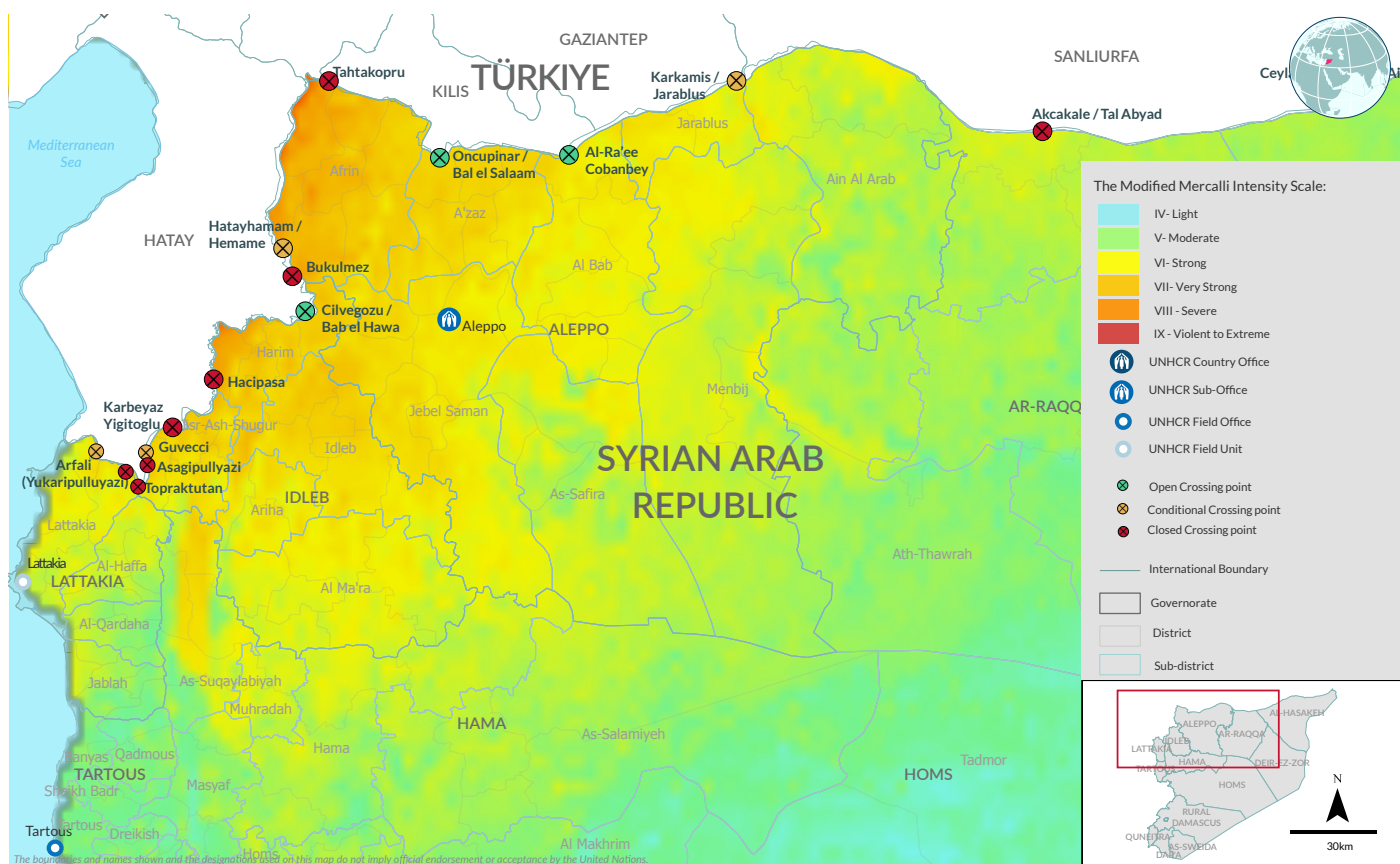 GAZIANTEP
SANLIURFA
TÜRKIYE
Tahtakopru
KILIS
Karkamis /
Jarablus
Akcakale / Tal Abyad
Mediterranean
Sea
Jarablus
Oncupinar /
Bal el Salaam
Al-Ra'ee
Cobanbey
Afrin
Ain Al Arab
A'zaz
HATAY
Hatayhamam /
Hemame
Bukulmez
Al Bab
Cilvegozu /
Bab el Hawa
Aleppo
ALEPPO
Harim
Hacipasa
Menbij
AR-RAQQ
Karbeyaz
Yigitoglu
Jebel Saman
sr-Ash-Shugur
Guvecci
Idleb
SYRIAN ARAB
REPUBLIC
Arfali
(Yukaripulluyazi)
Asagipullyazi
Topraktutan
IDLEB
As-Safira
Ariha
Lattakia
Ath-Thawrah
Lattakia
Al-Haffa
LATTAKIA
Al Ma'ra
Al-Qardaha
Jablah
As-Suqaylabiyah
Muhradah
HAMA
As-Salamiyeh
Hama
Qadmous
Tadmor
TARTOUS
HOMS
Masyaf
Sheikh Badr
Tartous
Dreikish
Al Makhrim
Homs
The boundaries and names shown and the designations used on this map do not imply official endorsement or acceptance by the United Nations.
The Modified Mercalli Intensity Scale:
IV- Light
V- Moderate
VI- Strong
VII- Very Strong
VIII - Severe
IX - Violent to Extreme
UNHCR Country Office
UNHCR Sub-Office
UNHCR Field Office
UNHCR Field Unit
Open Crossing point
Conditional Crossing point
Closed Crossing point
International Boundary
Governorate
District
Sub-district
AL-HASAKEH
ALEPPO
AR-RAQQA
IDLEB
LATTAKIA
HAMA
DEIR-EZ-ZOR
TARTOUS
HOMS
RURAL
DAMASCUS
QUNEITRA
AS-SWEIDA
DARA
N
30km